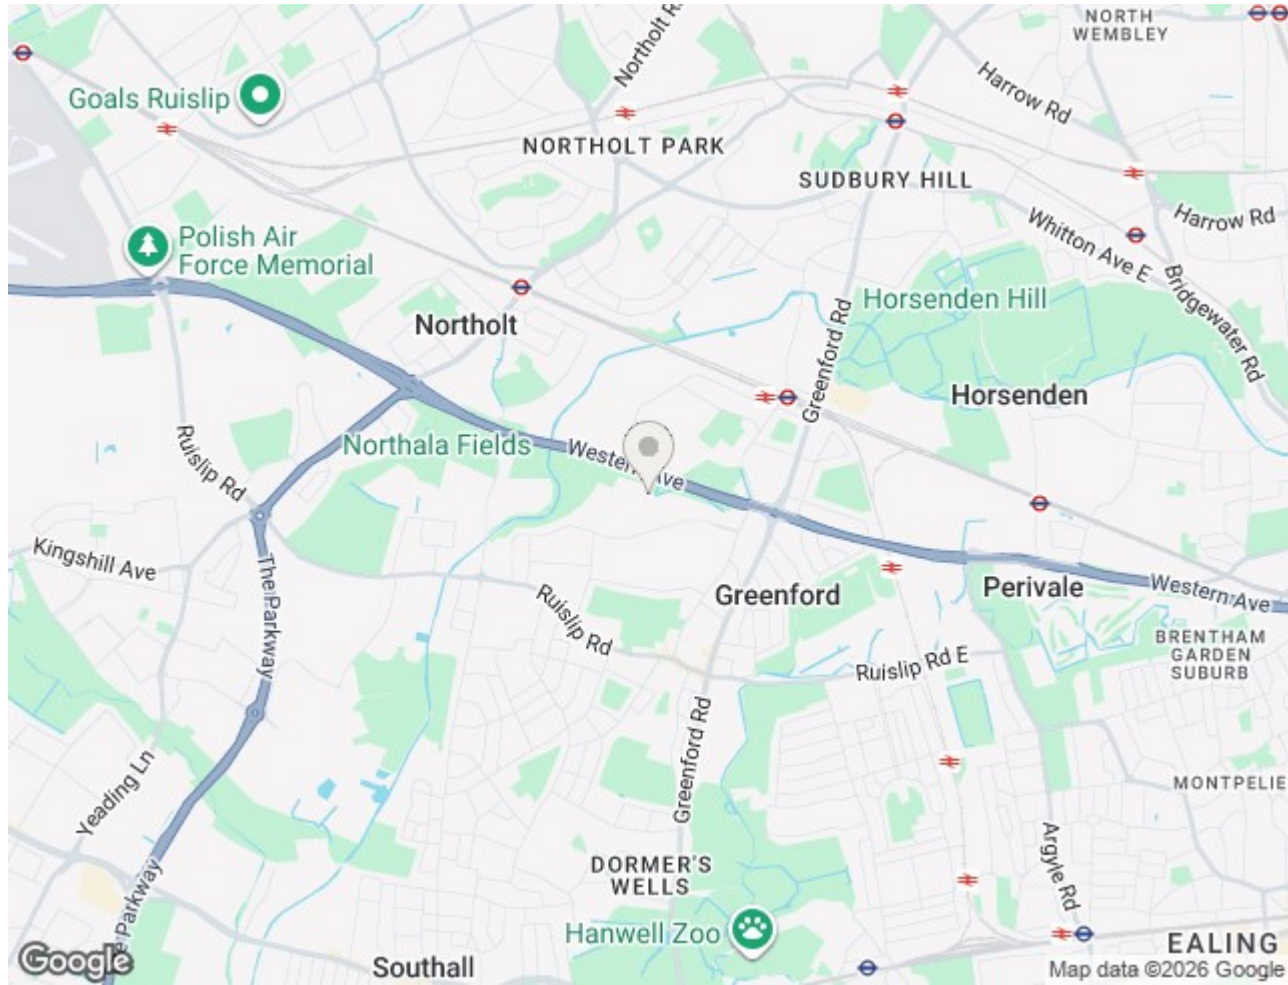 NORTH
WEMBLEY
Northolt R
Harrow Rd
Goals Ruislip
NORTHOLT PARK
SUDBURY HILL
Harrow Rd
Whitton Ave E
Polish Air
Force Memorial
Horsenden Hill
Bridgewater Rd
Northolt
Greenford Rd
Horsenden
Northala Fields
Western Ave
Ruislip Rd
Kingshill Ave
The Parkway
Greenford
Perivale
Western Ave
Ruislip Rd
BRENTHAM
GARDEN
SUBURB
Ruislip Rd E
Greenford Rd
Yeading Ln
MONTPELIE
Argyle Rd
DORMER'S
WELLS
e Parkway
Hanwell Zoo
EALING
Google
Southall
Map data ©2026 Google